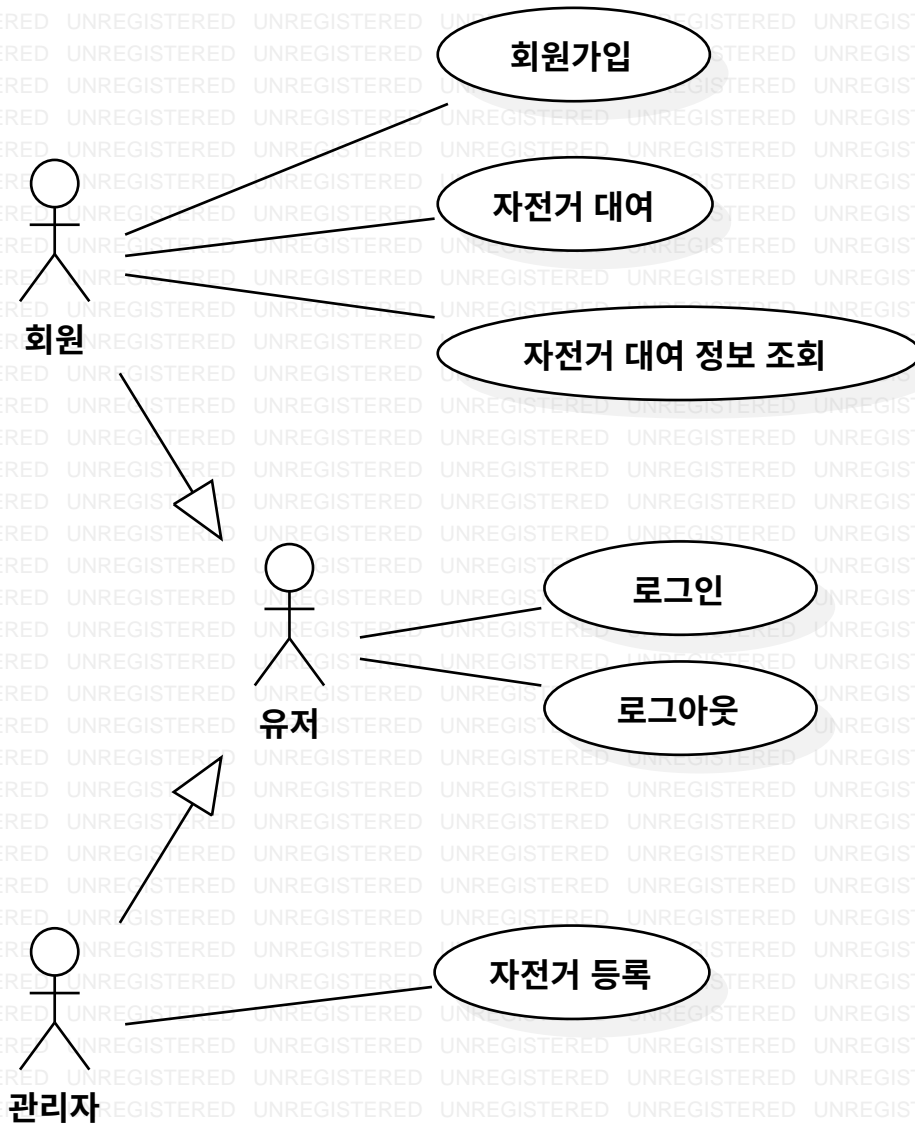 회원가입
자전거 대여
회원
자전거 대여 정보 조회
로그인
유저
로그아웃
자전거 등록
관리자
UNREGISTERED